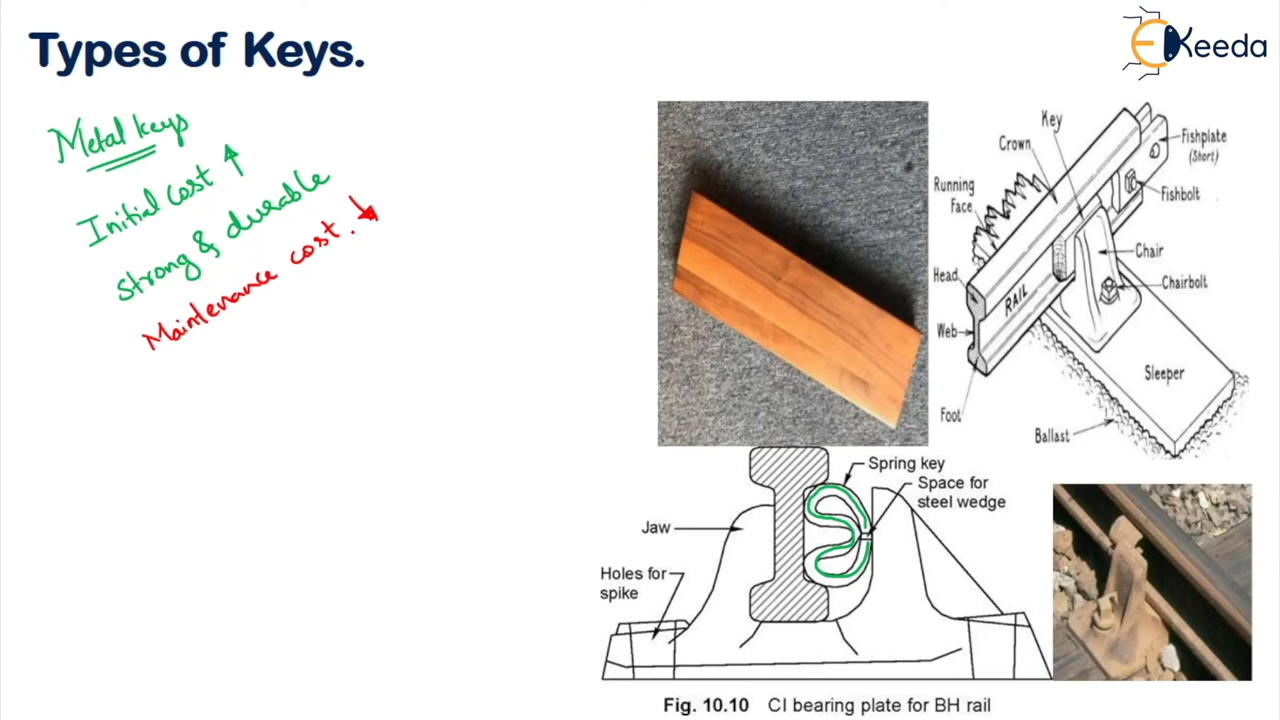 Types of Keys.
EKeeda
Metal keys
Initial cost ↑
strong & durable
Maintenance cost. ↓
Key
Crown
Fishplate
(Short)
Running
Face
Fishbolt
Chair
Head
RAIL
Chairbolt
Web
Sleeper
Foot
Ballast
Spring key
Space for
steel wedge
Jaw
Holes for
spike
Fig. 10.10 CI bearing plate for BH rail